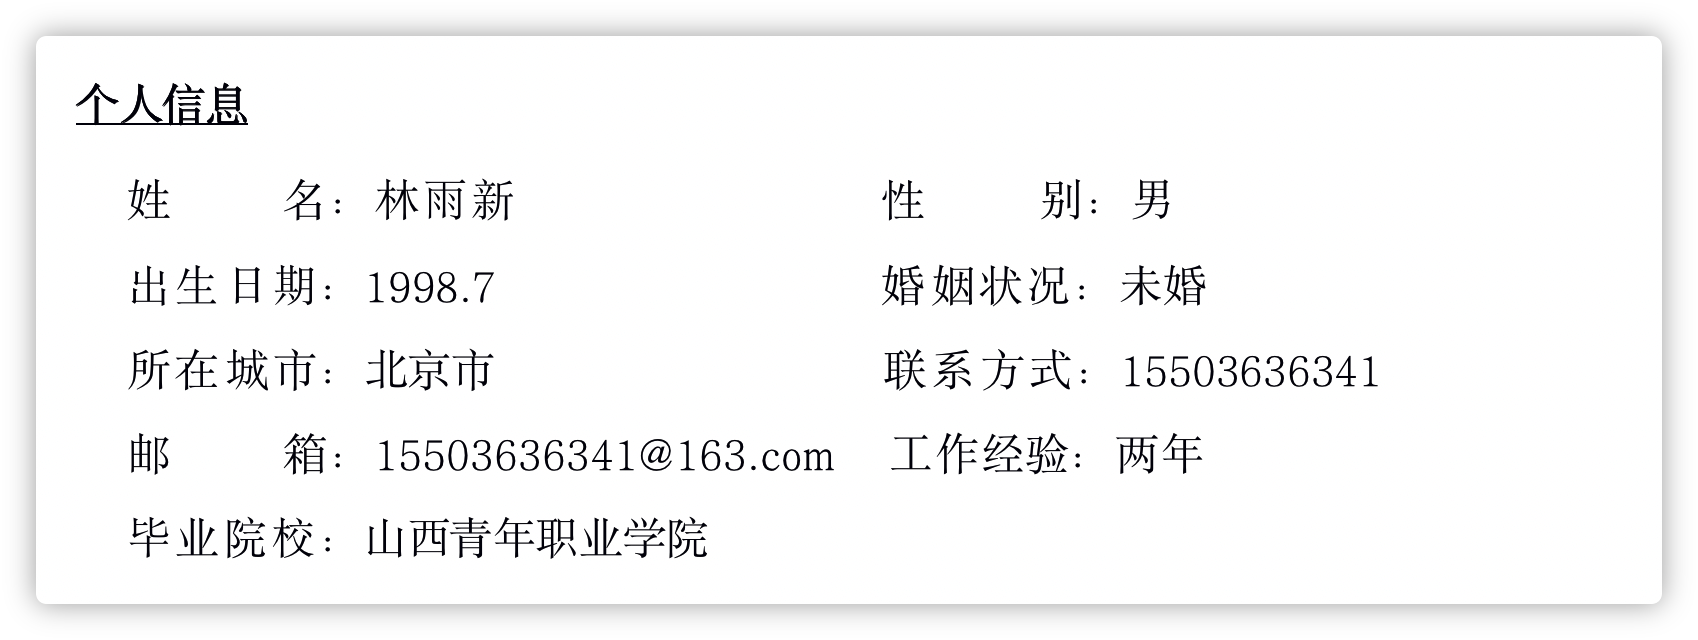 个人信息
姓 名：林雨新 性 别：男
出生日期：1998.7 婚姻状况：未婚
所在城市：北京市 联系方式：15503636341
邮 箱：15503636341@163.com 工作经验：两年
毕业院校：山西青年职业学院